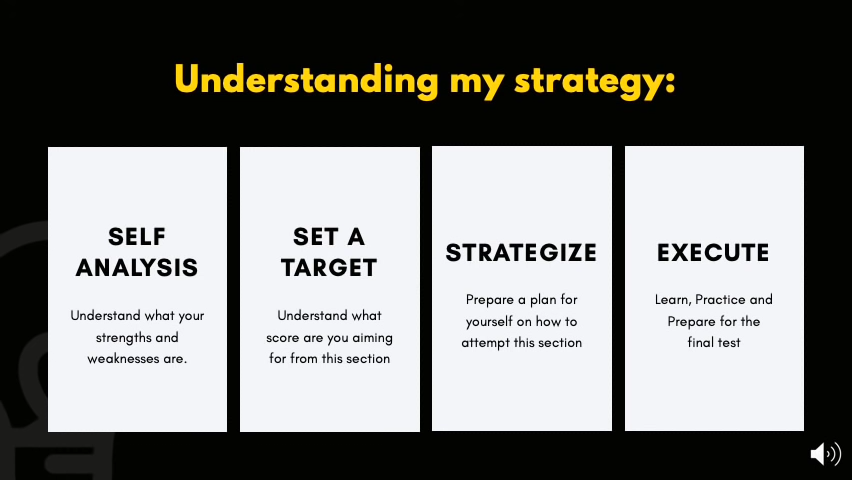 Understanding my strategy:
SELF
ANALYSIS
Understand what your
strengths and
weaknesses are.
SET A
TARGET
Understand what
score are you aiming
for from this section
STRATEGIZE
Prepare a plan for
yourself on how to
attempt this section
EXECUTE
Learn, Practice and
Prepare for the
final test